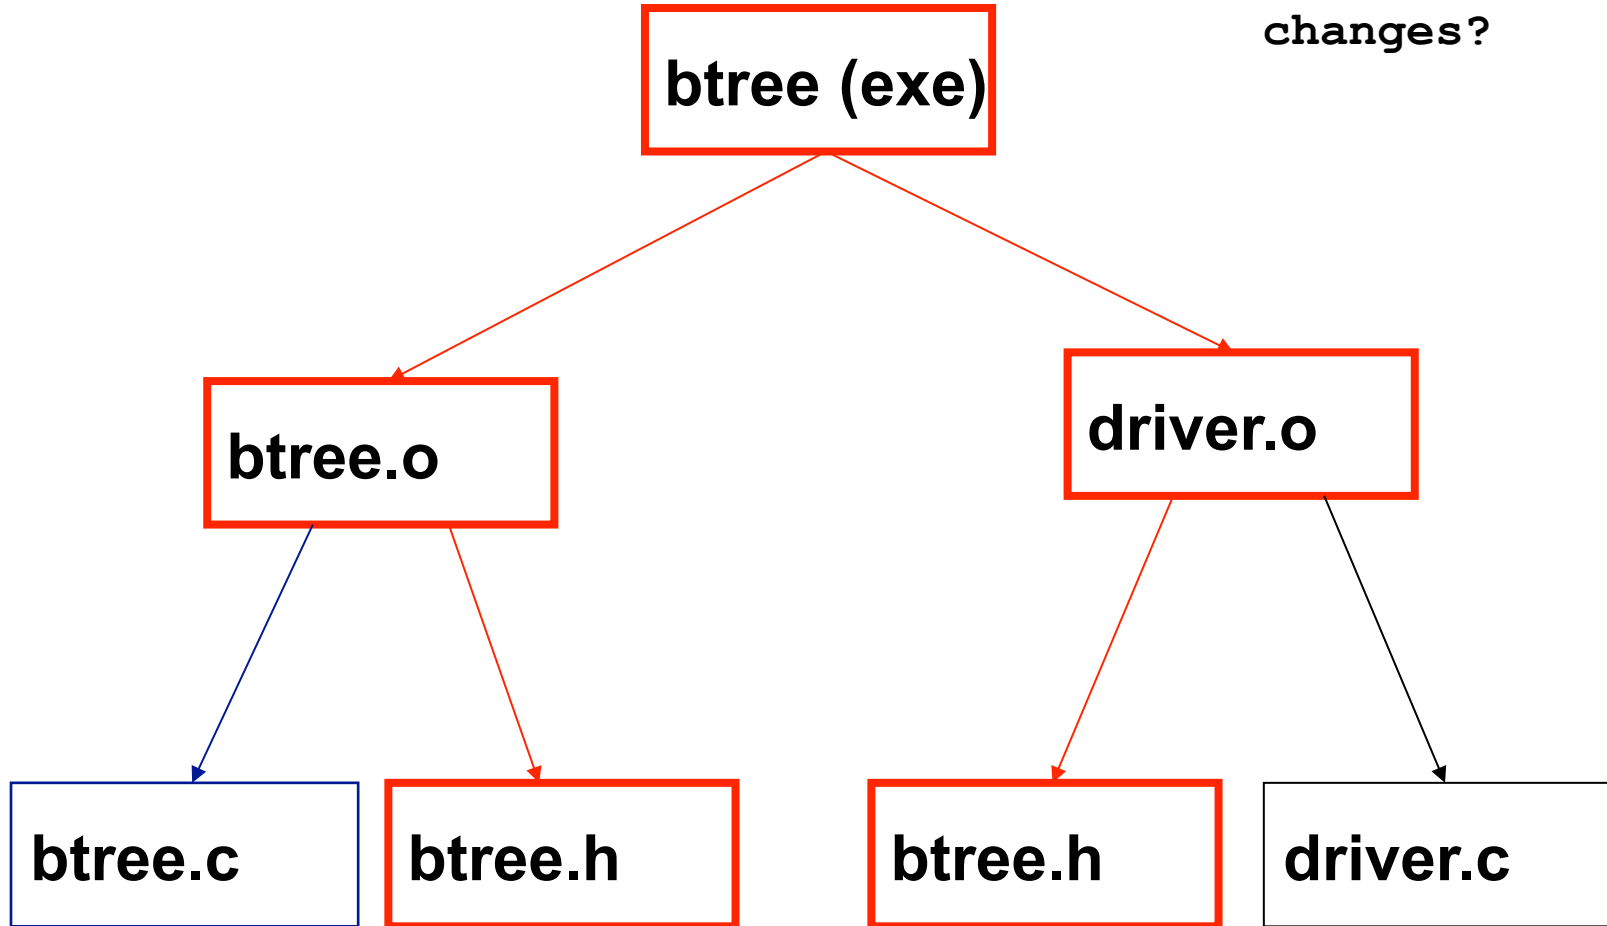 changes?
btree (exe)
btree.o
driver.o
btree.c
btree.h
btree.h
driver.c